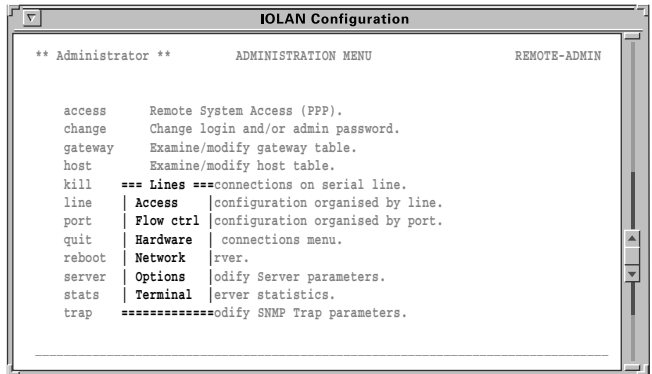 IOLAN Configuration
** Administrator ** ADMINISTRATION MENU REMOTE-ADMIN
access Remote System Access (PPP).
change Change login and/or admin password.
gateway Examine/modify gateway table.
host Examine/modify host table.
kill === Lines ===connections on serial line.
line | Access |configuration organised by line.
port | Flow ctrl |configuration organised by port.
quit | Hardware | connections menu.
reboot | Network |rver.
server | Options |odify Server parameters.
stats | Terminal |erver statistics.
trap =============odify SNMP Trap parameters.